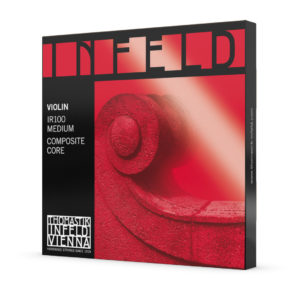 INFELD
VIOLIN
IR100
MEDIUM
COMPOSITE
CORE
THOMASTIK
INFELD
VIENNA